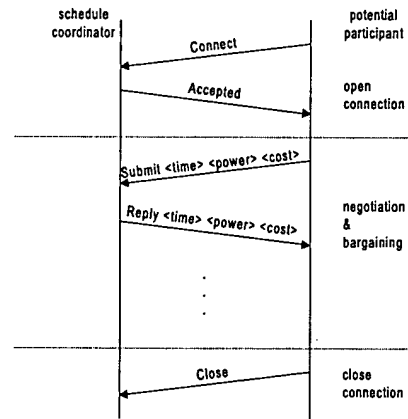 schedule
coordinator
potential
participant
Connect
Accepted
open
connection
Submit <time> <power> <cost>
Reply <time> <power> <cost>
negotiation
&
bargaining
Close
close
connection